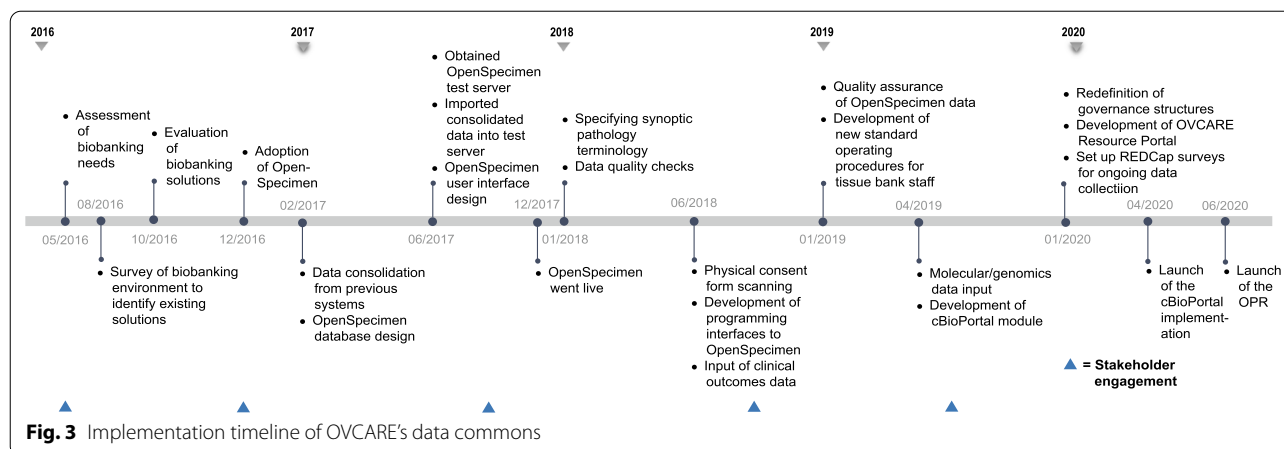 2016
2017
2018
2019
2020
• Assessment
of
biobanking
needs
• Evaluation
of
biobanking
solutions
• Adoption
of Open-
Specimen
• Obtained
OpenSpecimen
test server
• Imported
consolidated
data into test
server
• OpenSpecimen
user interface
design
• Specifying synoptic
pathology
terminology
• Data quality checks
• Quality assurance
of OpenSpecimen data
• Development of
new standard
operating
procedures for
tissue bank staff
• Redefinition of
governance structures
• Development of OVCARE
Resource Portal
• Set up REDCap surveys
for ongoing data
collectiion
08/2016
02/2017
12/2017
06/2018
04/2019
04/2020
06/2020
05/2016
10/2016
12/2016
06/2017
01/2018
01/2019
01/2020
• Survey of biobanking
environment to
identify existing
solutions
• Data consolidation
from previous
systems
• OpenSpecimen
database design
• OpenSpecimen
went live
• Physical consent
form scanning
• Development of
programming
interfaces to
OpenSpecimen
• Input of clinical
outcomes data
• Molecular/genomics
data input
• Development of
cBioPortal module
• Launch
of the
cBioPortal
implement-
ation
• Launch
of the
OPR
= Stakeholder
engagement
Fig. 3 Implementation timeline of OVCARE's data commons